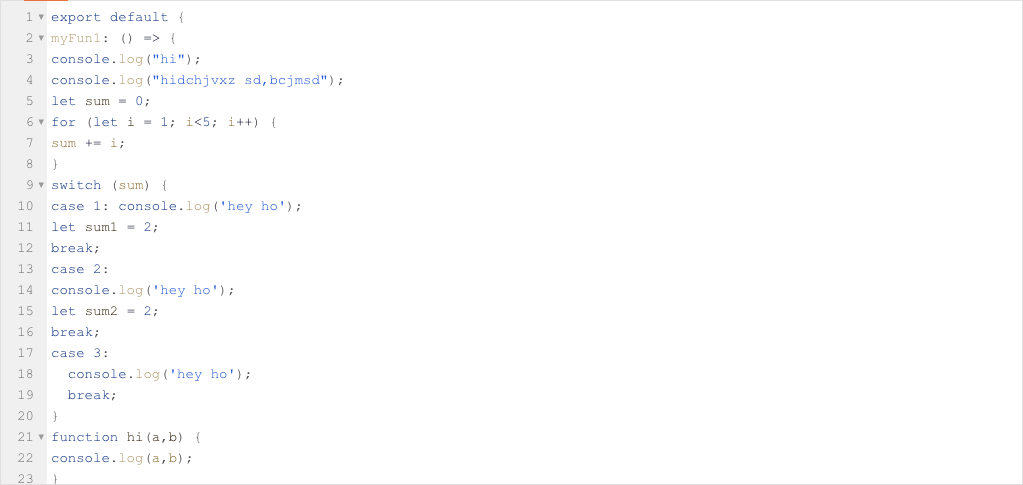 1 export default {
2 myFun1: () => {
3 console.log("hi");
4 console.log("hidchjvxz sd,bcjmsd");
5 let sum = 0;
6 for (let i = 1; i<5; i++) {
7 sum += i;
8 }
9 switch (sum) {
10 case 1: console.log('hey ho');
11 let sum1 = 2;
12 break;
13 case 2:
14 console.log('hey ho');
15 let sum2 = 2;
16 break;
17 case 3:
18   console.log('hey ho');
19   break;
20 }
21 function hi(a,b) {
22 console.log(a,b);
23 }